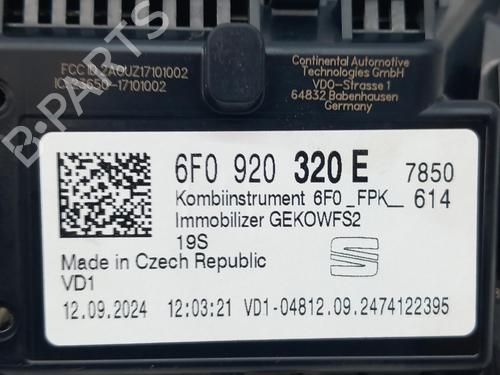 FCC ID 2AOUZ17101002
IC 23650-17101002
Continental Automotive
Technologies GmbH
VDO-Strasse 1
64832 Babenhausen
Germany
6F0 920 320 E 7850
Kombiinstrument 6F0_FPK__ 614
Immobilizer GEKOWFS2
19S
Made in Czech Republic
VD1
12.09.2024 12:03:21 VD1-04812.09.2474122395
B-PARTS